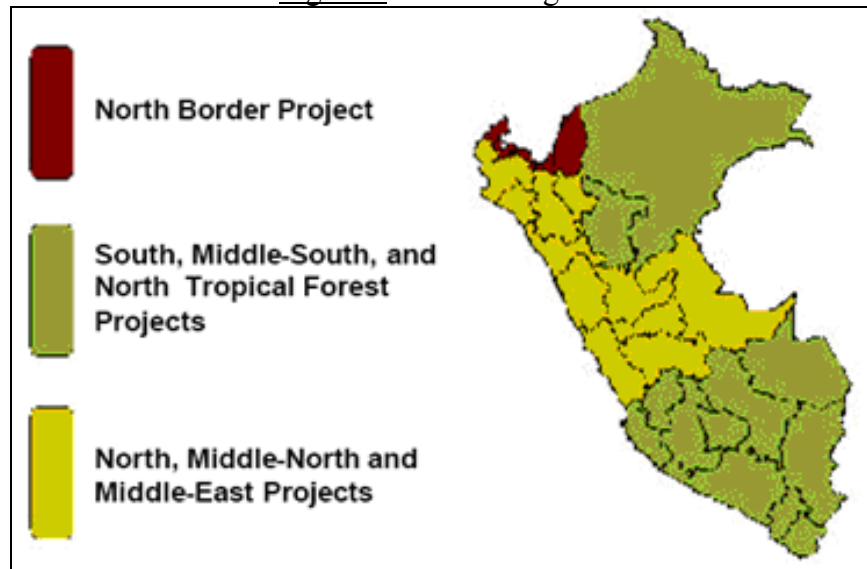 North Border Project
South, Middle-South, and
North Tropical Forest
Projects
North, Middle-North and
Middle-East Projects